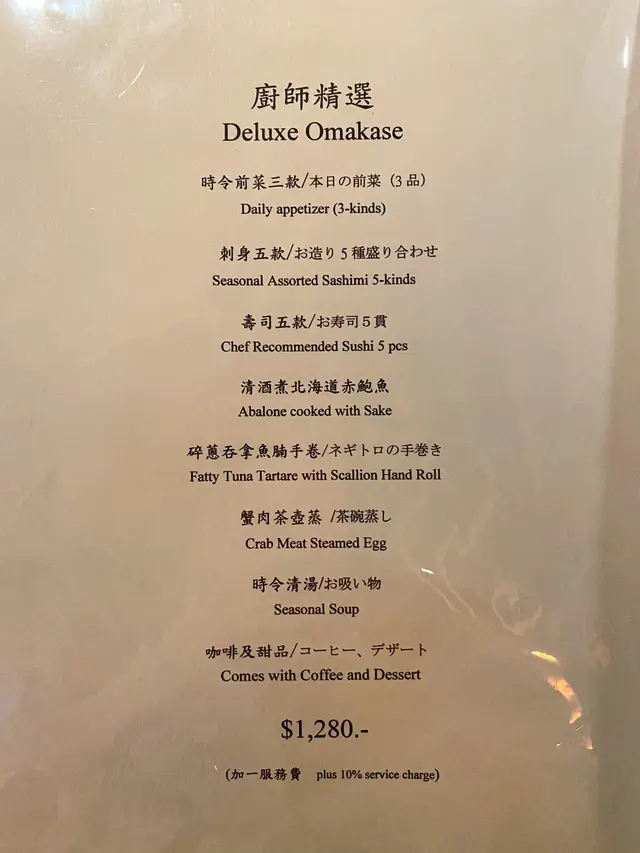 廚師精選
Deluxe Omakase
時令前菜三款/本日の前菜（3品）
Daily appetizer (3-kinds)
刺身五款/お造り5種盛り合わせ
Seasonal Assorted Sashimi 5-kinds
壽司五款/お寿司５貫
Chef Recommended Sushi 5 pcs
清酒煮北海道赤鮑魚
Abalone cooked with Sake
碎蔥吞拿魚腩手卷/ネギトロの手巻き
Fatty Tuna Tartare with Scallion Hand Roll
蟹肉茶壺蒸 /茶碗蒸し
Crab Meat Steamed Egg
時令清湯/お吸い物
Seasonal Soup
咖啡及甜品/コーヒー、デザート
Comes with Coffee and Dessert
$1,280.-
(加一服務費 plus 10% service charge)